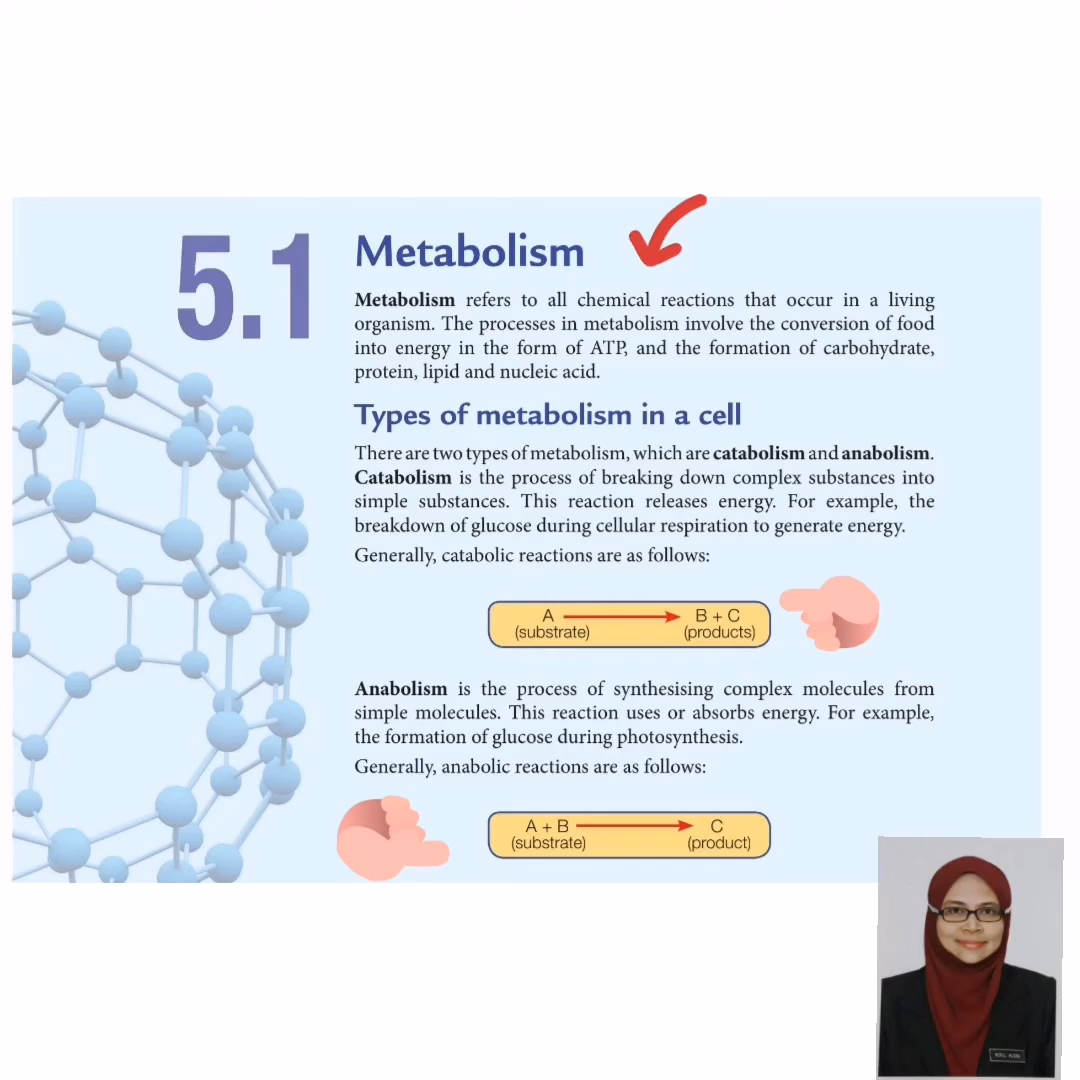 5.1
Metabolism
Metabolism refers to all chemical reactions that occur in a living
organism. The processes in metabolism involve the conversion of food
into energy in the form of ATP, and the formation of carbohydrate,
protein, lipid and nucleic acid.
Types of metabolism in a cell
There are two types of metabolism, which are catabolism and anabolism.
Catabolism is the process of breaking down complex substances into
simple substances. This reaction releases energy. For example, the
breakdown of glucose during cellular respiration to generate energy.
Generally, catabolic reactions are as follows:
A B + C
(substrate) (products)
Anabolism is the process of synthesising complex molecules from
simple molecules. This reaction uses or absorbs energy. For example,
the formation of glucose during photosynthesis.
Generally, anabolic reactions are as follows:
A + B C
(substrate) (product)